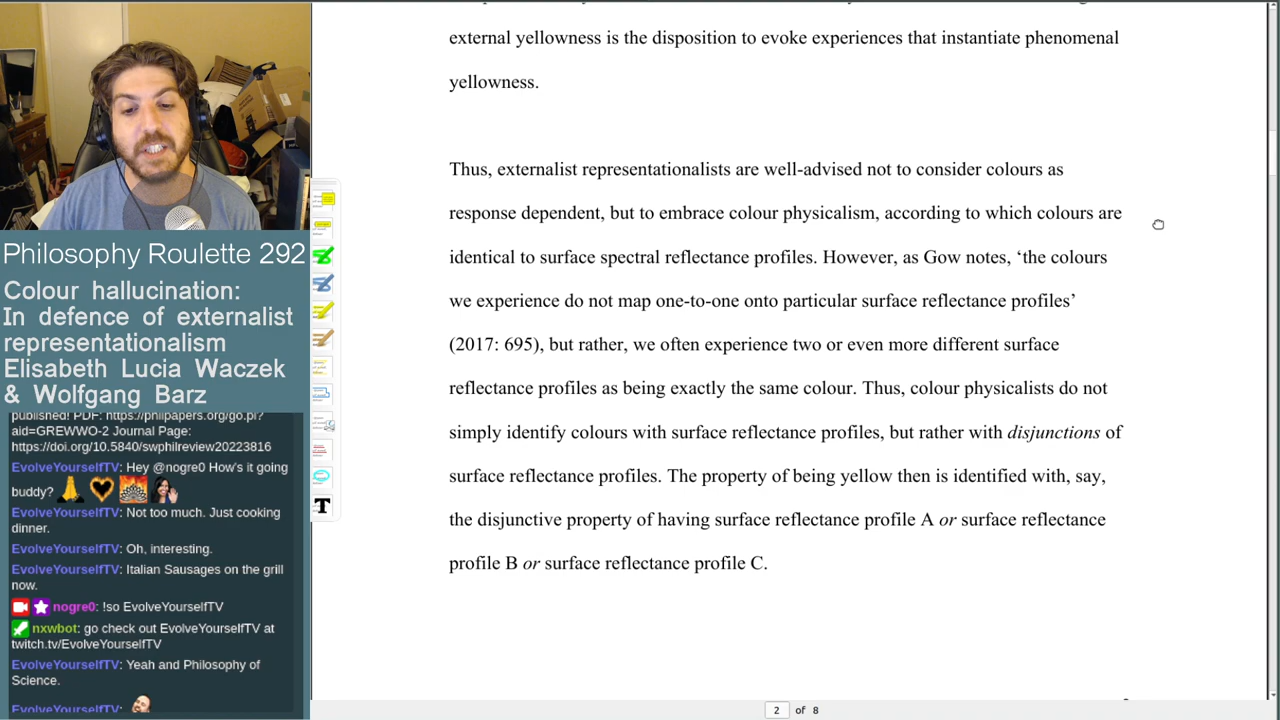 external yellowness is the disposition to evoke experiences that instantiate phenomenal
yellowness.
Thus, externalist representationalists are well-advised not to consider colours as
response dependent, but to embrace colour physicalism, according to which colours are
identical to surface spectral reflectance profiles. However, as Gow notes, ‘the colours
we experience do not map one-to-one onto particular surface reflectance profiles’
(2017: 695), but rather, we often experience two or even more different surface
reflectance profiles as being exactly the same colour. Thus, colour physicalists do not
simply identify colours with surface reflectance profiles, but rather with disjunctions of
surface reflectance profiles. The property of being yellow then is identified with, say,
the disjunctive property of having surface reflectance profile A or surface reflectance
profile B or surface reflectance profile C.
2 of 8
Philosophy Roulette 292
Colour hallucination:
In defence of externalist
representationalism
Elisabeth Lucia Waczek
& Wolfgang Barz
published! PDF: https://philpapers.org/go.pl?
aid=GREWWO-2 Journal Page:
https://doi.org/10.5840/swphilreview20223816
EvolveYourselfTV: Hey @nogre0 How's it going
buddy?
EvolveYourselfTV: Not too much. Just cooking
dinner.
EvolveYourselfTV: Oh, interesting.
EvolveYourselfTV: Italian Sausages on the grill
now.
nogre0: !so EvolveYourselfTV
nxwbot: go check out EvolveYourselfTV at
twitch.tv/EvolveYourselfTV
EvolveYourselfTV: Yeah and Philosophy of
Science.
EvolveYourselfTV:
T